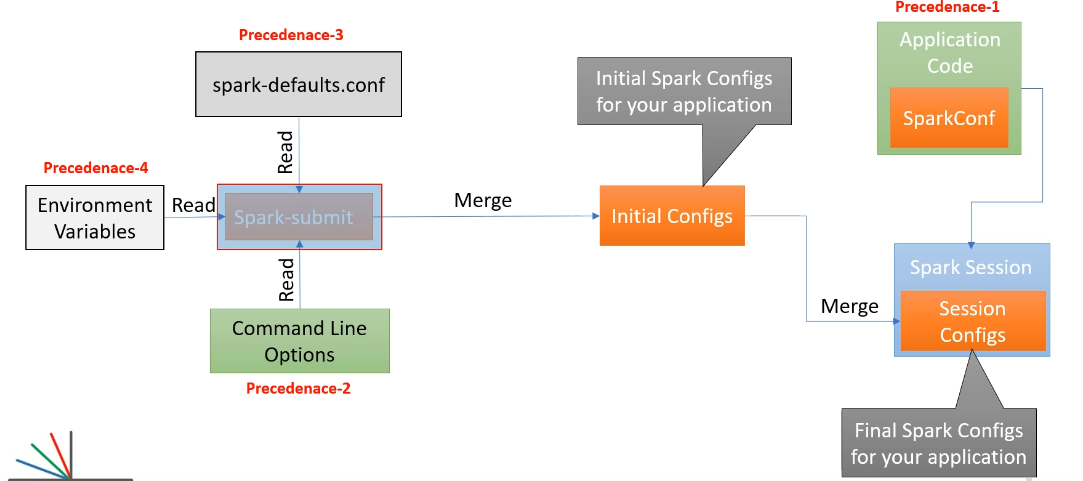 Precedenace-1
Precedenace-3
Application
Code
SparkConf
spark-defaults.conf
Initial Spark Configs
for your application
Read
Precedenace-4
Environment
Variables
Read
Spark-submit
Merge
Initial Configs
Read
Command Line
Options
Precedenace-2
Spark Session
Merge
Session
Configs
Final Spark Configs
for your application